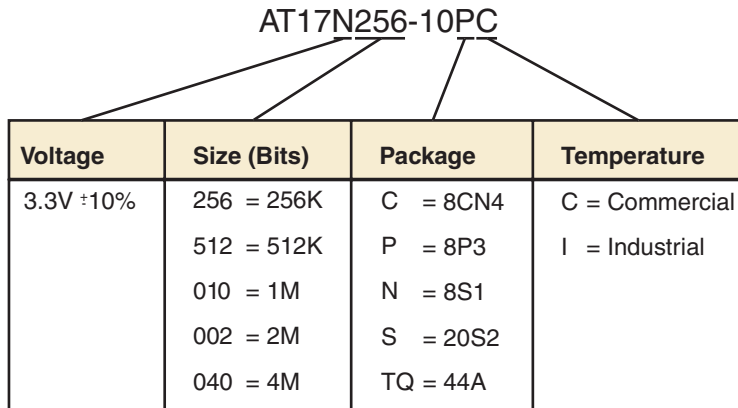 AT17N256-10PC
Voltage Size (Bits) Package Temperature
3.3V ±10% 256 = 256K C = 8CN4 C = Commercial
512 = 512K P = 8P3 I = Industrial
010 = 1M N = 8S1
002 = 2M S = 20S2
040 = 4M TQ = 44A